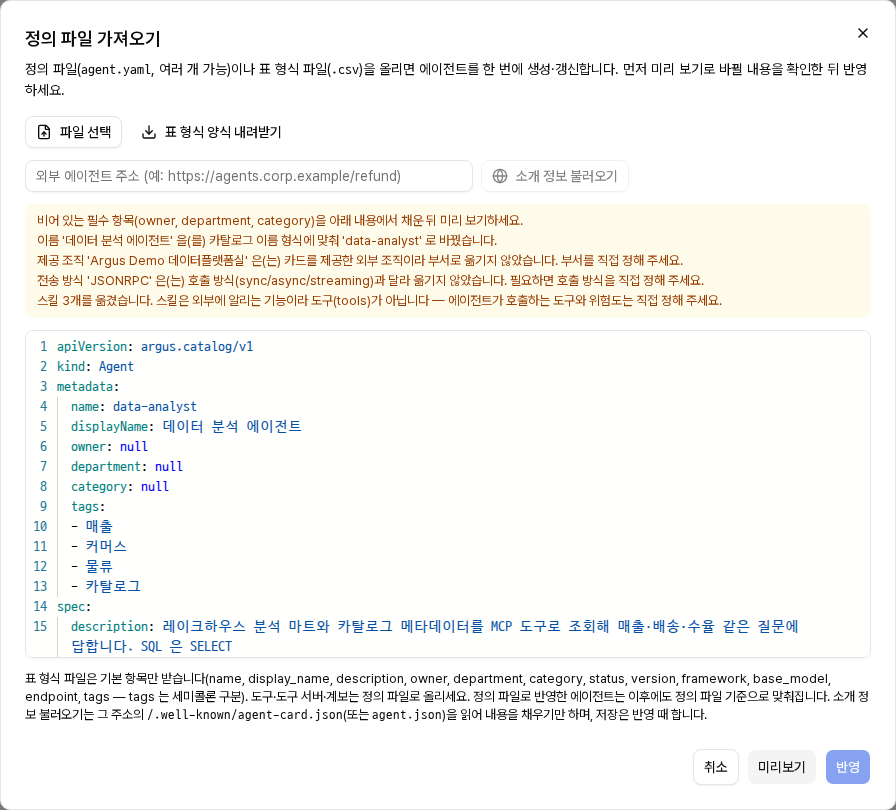 정의 파일 가져오기
정의 파일(agent.yaml, 여러 개 가능)이나 표 형식 파일(.csv)을 올리면 에이전트를 한 번에 생성·갱신합니다. 먼저 미리 보기로 바뀔 내용을 확인한 뒤 반영
하세요.
파일 선택 표 형식 양식 내려받기
외부 에이전트 주소 (예: https://agents.corp.example/refund) 소개 정보 불러오기
비어 있는 필수 항목(owner, department, category)을 아래 내용에서 채운 뒤 미리 보기하세요.
이름 '데이터 분석 에이전트' 을(를) 카탈로그 이름 형식에 맞춰 'data-analyst' 로 바꿨습니다.
제공 조직 'Argus Demo 데이터플랫폼실' 은(는) 카드를 제공한 외부 조직이라 부서로 옮기지 않았습니다. 부서를 직접 정해 주세요.
전송 방식 'JSONRPC' 은(는) 호출 방식(sync/async/streaming)과 달라 옮기지 않았습니다. 필요하면 호출 방식을 직접 정해 주세요.
스킬 3개를 옮겼습니다. 스킬은 외부에 알리는 기능이라 도구(tools)가 아닙니다 — 에이전트가 호출하는 도구와 위험도는 직접 정해 주세요.
1 apiVersion: argus.catalog/v1
2 kind: Agent
3 metadata:
4 name: data-analyst
5 displayName: 데이터 분석 에이전트
6 owner: null
7 department: null
8 category: null
9 tags:
10 - 매출
11 - 커머스
12 - 물류
13 - 카탈로그
14 spec:
15 description: 레이크하우스 분석 마트와 카탈로그 메타데이터를 MCP 도구로 조회해 매출·배송·수율 같은 질문에
답합니다. SQL 은 SELECT
표 형식 파일은 기본 항목만 받습니다(name, display_name, description, owner, department, category, status, version, framework, base_model,
endpoint, tags — tags 는 세미콜론 구분). 도구·도구 서버·계보는 정의 파일로 올리세요. 정의 파일로 반영한 에이전트는 이후에도 정의 파일 기준으로 맞춰집니다. 소개 정
보 불러오기는 그 주소의 /.well-known/agent-card.json(또는 agent.json)을 읽어 내용을 채우기만 하며, 저장은 반영 때 합니다.
취소 미리보기 반영